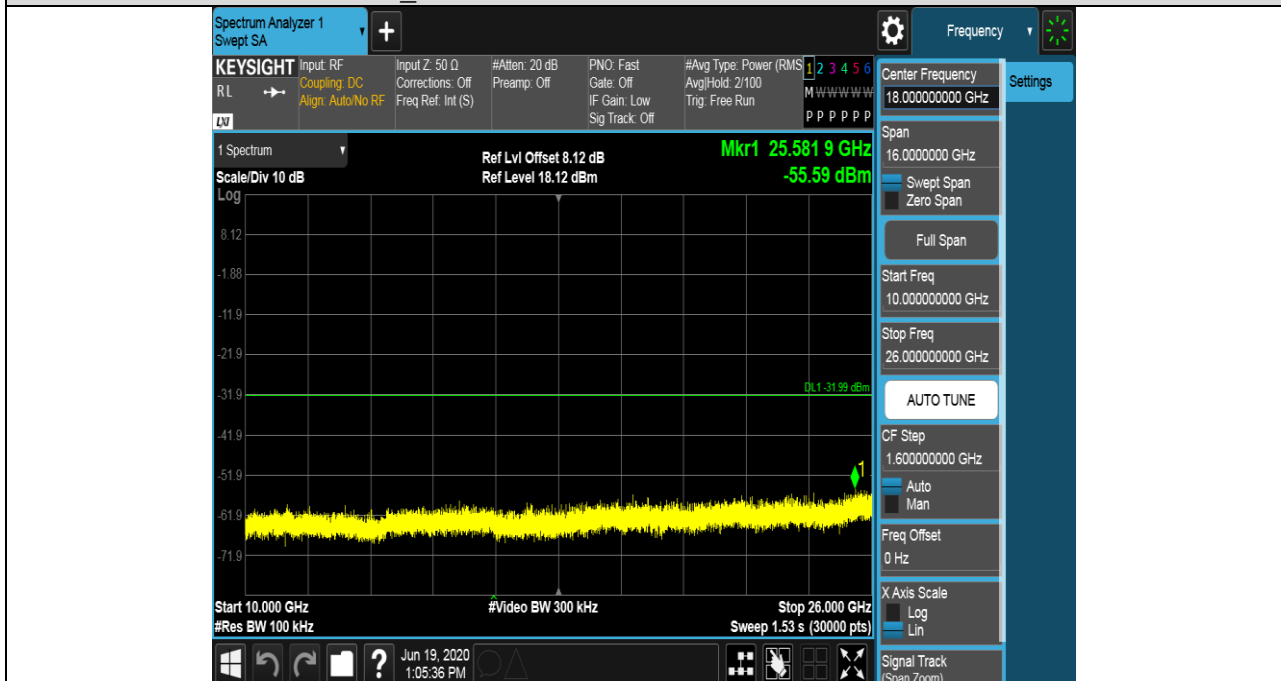 Spectrum Analyzer 1
Swept SA
+
Frequency
KEYSIGHT
RL
LXI
Input: RF
Coupling: DC
Align: Auto/No RF
Input Z: 50 Ω
Corrections: Off
Freq Ref: Int (S)
#Atten: 20 dB
Preamp: Off
PNO: Fast
Gate: Off
IF Gain: Low
Sig Track: Off
#Avg Type: Power (RMS
Avg|Hold: 2/100
Trig: Free Run
1 2 3 4 5 6
M W W W W W
P P P P P P
1 Spectrum
Scale/Div 10 dB
Ref Lvl Offset 8.12 dB
Ref Level 18.12 dBm
Mkr1 25.581 9 GHz
-55.59 dBm
Log
8.12
-1.88
-11.9
-21.9
-31.9
-41.9
-51.9
-61.9
-71.9
DL1 -31.99 dBm
1
Start 10.000 GHz
#Res BW 100 kHz
#Video BW 300 kHz
Stop 26.000 GHz
Sweep 1.53 s (30000 pts)
?
Jun 19, 2020
1:05:36 PM
Center Frequency
18.000000000 GHz
Span
16.0000000 GHz
Swept Span
Zero Span
Full Span
Start Freq
10.000000000 GHz
Stop Freq
26.000000000 GHz
AUTO TUNE
CF Step
1.600000000 GHz
Auto
Man
Freq Offset
0 Hz
X Axis Scale
Log
Lin
Signal Track
(Span Zoom)
Settings